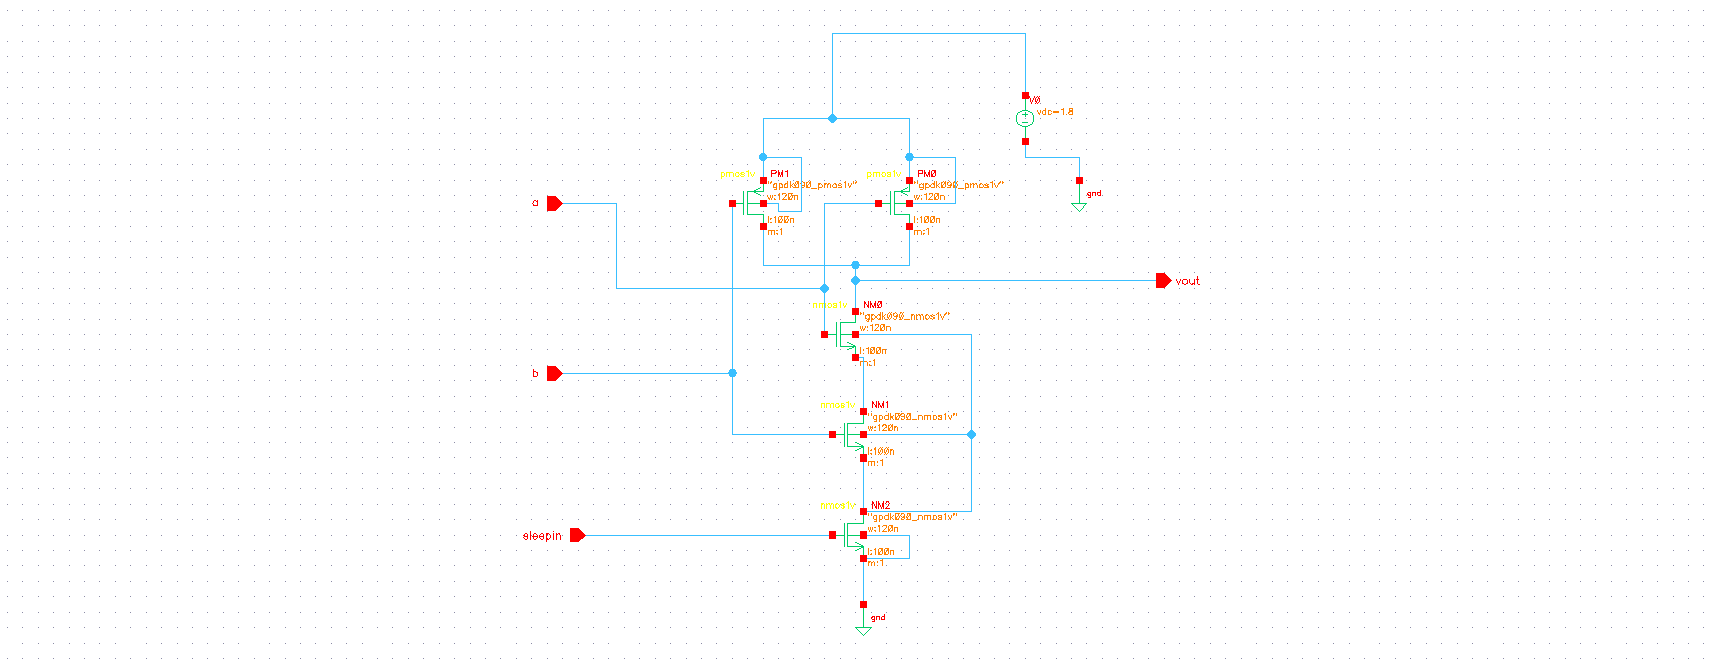 V0
vdc=1.8
pmos1v
PM1
"gpdk090_pmos1v"
w:120n
l:100n
m:1
pmos1v
PM0
"gpdk090_pmos1v"
w:120n
l:100n
m:1
gnd
a
vout
nmos1v
NM0
"gpdk090_nmos1v"
w:120n
l:100n
m:1
b
nmos1v
NM1
"gpdk090_nmos1v"
w:120n
l:100n
m:1
nmos1v
NM2
"gpdk090_nmos1v"
w:120n
sleepin
l:100n
m:1
gnd